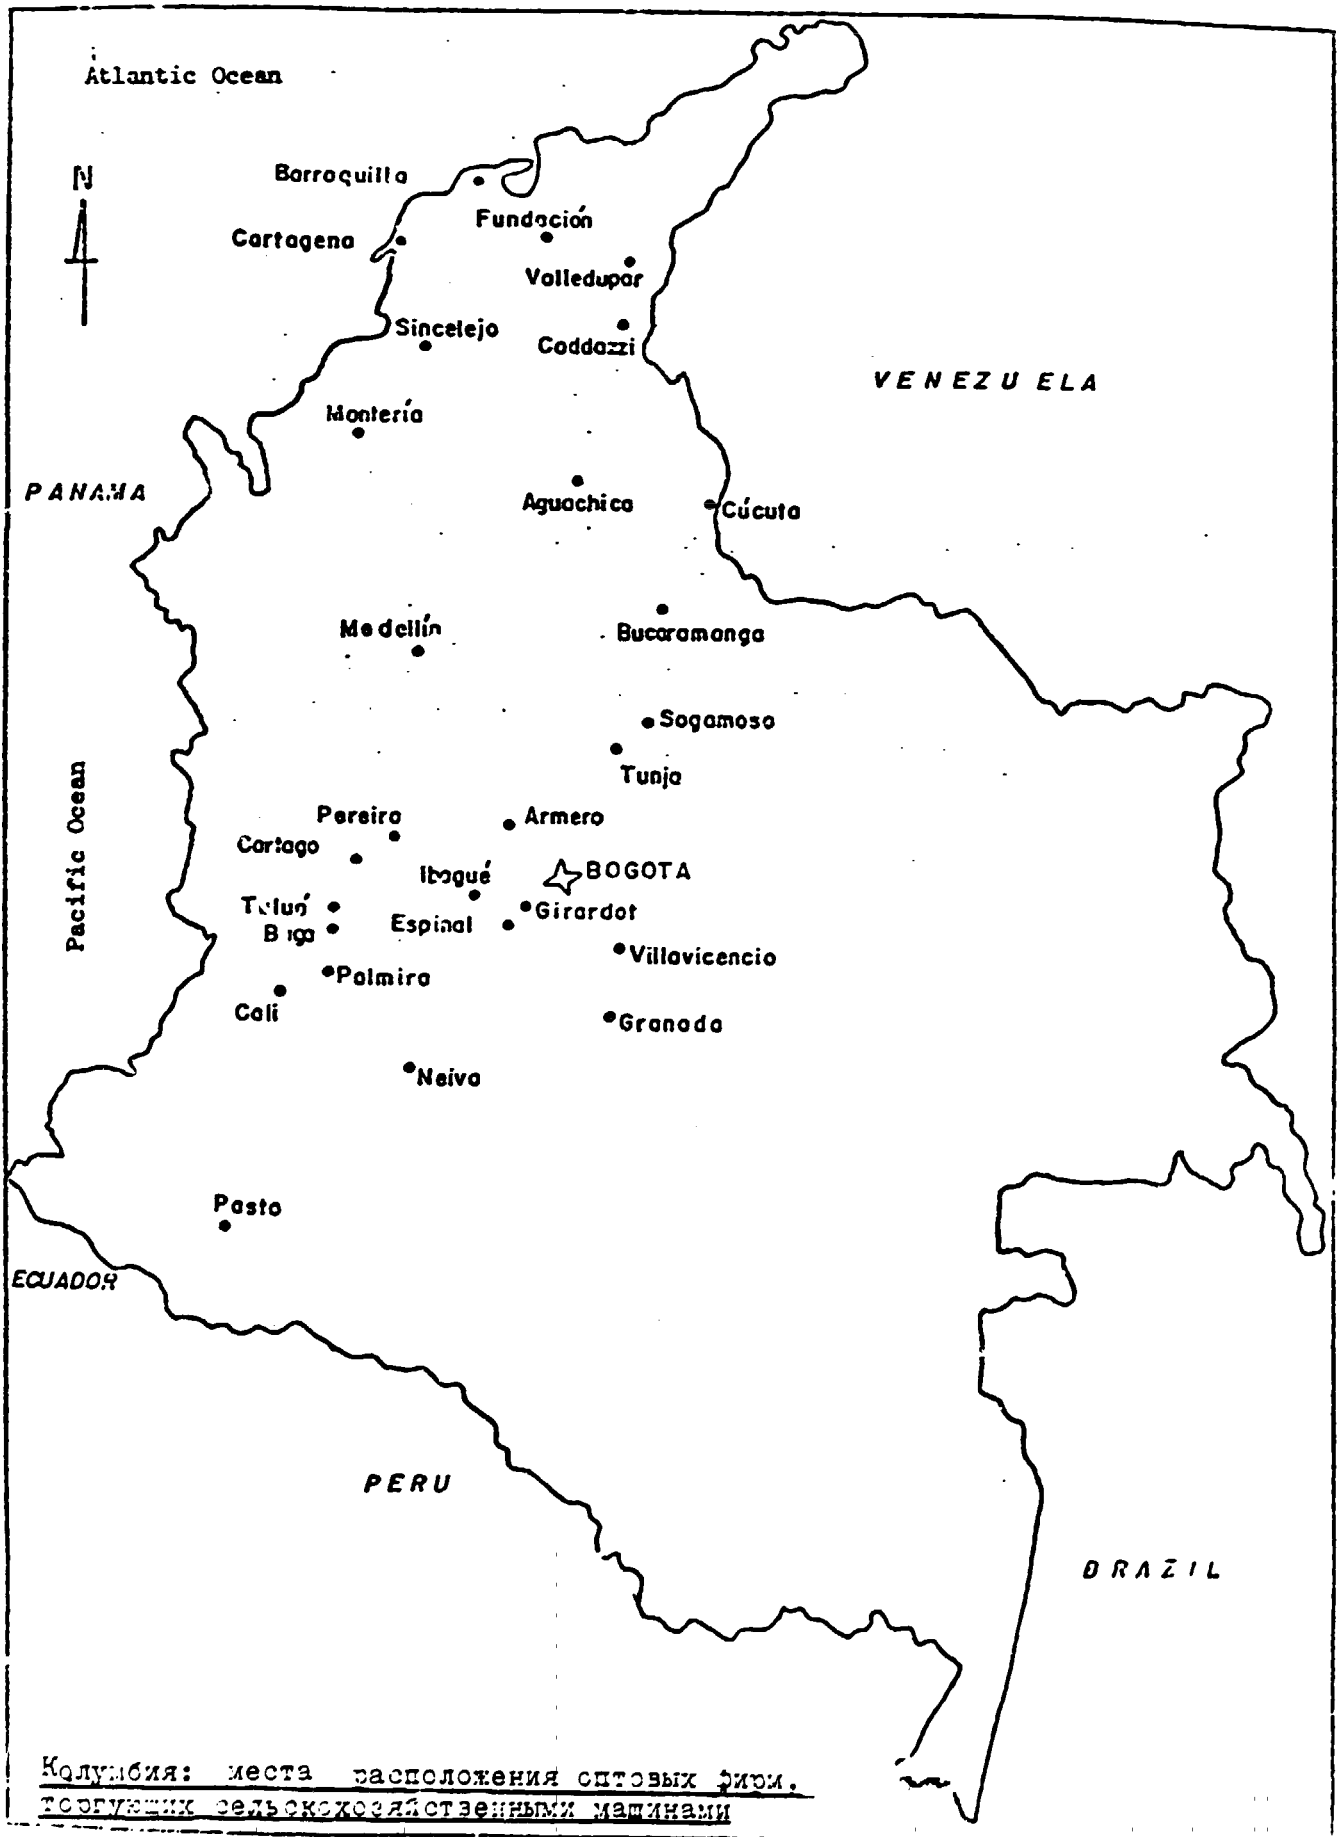 Atlantic Ocean
N
Barraquilla
Cartagena
Fundación
Valledupar
Sincelejo
Coddazzi
VENEZUELA
Montería
PANAMA
Aguachica
Cúcuta
Medellín
Bucaramanga
Sogamoso
Tunja
Pacific Ocean
Pereira
Armero
Cartago
Ibagué
BOGOTA
Girardot
Espinal
Villavicencio
Palmira
Cali
Granada
Neiva
Pasto
ECUADOR
PERU
BRAZIL
Колумбия: места расположения оптовых фирм,
торгующих сельскохозяйственными машинами